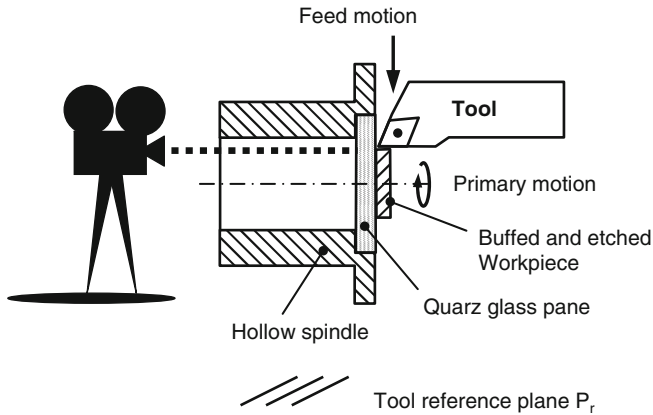 Feed motion
Tool
Primary motion
Buffed and etched
Workpiece
Quarz glass pane
Hollow spindle
Tool reference plane Pr